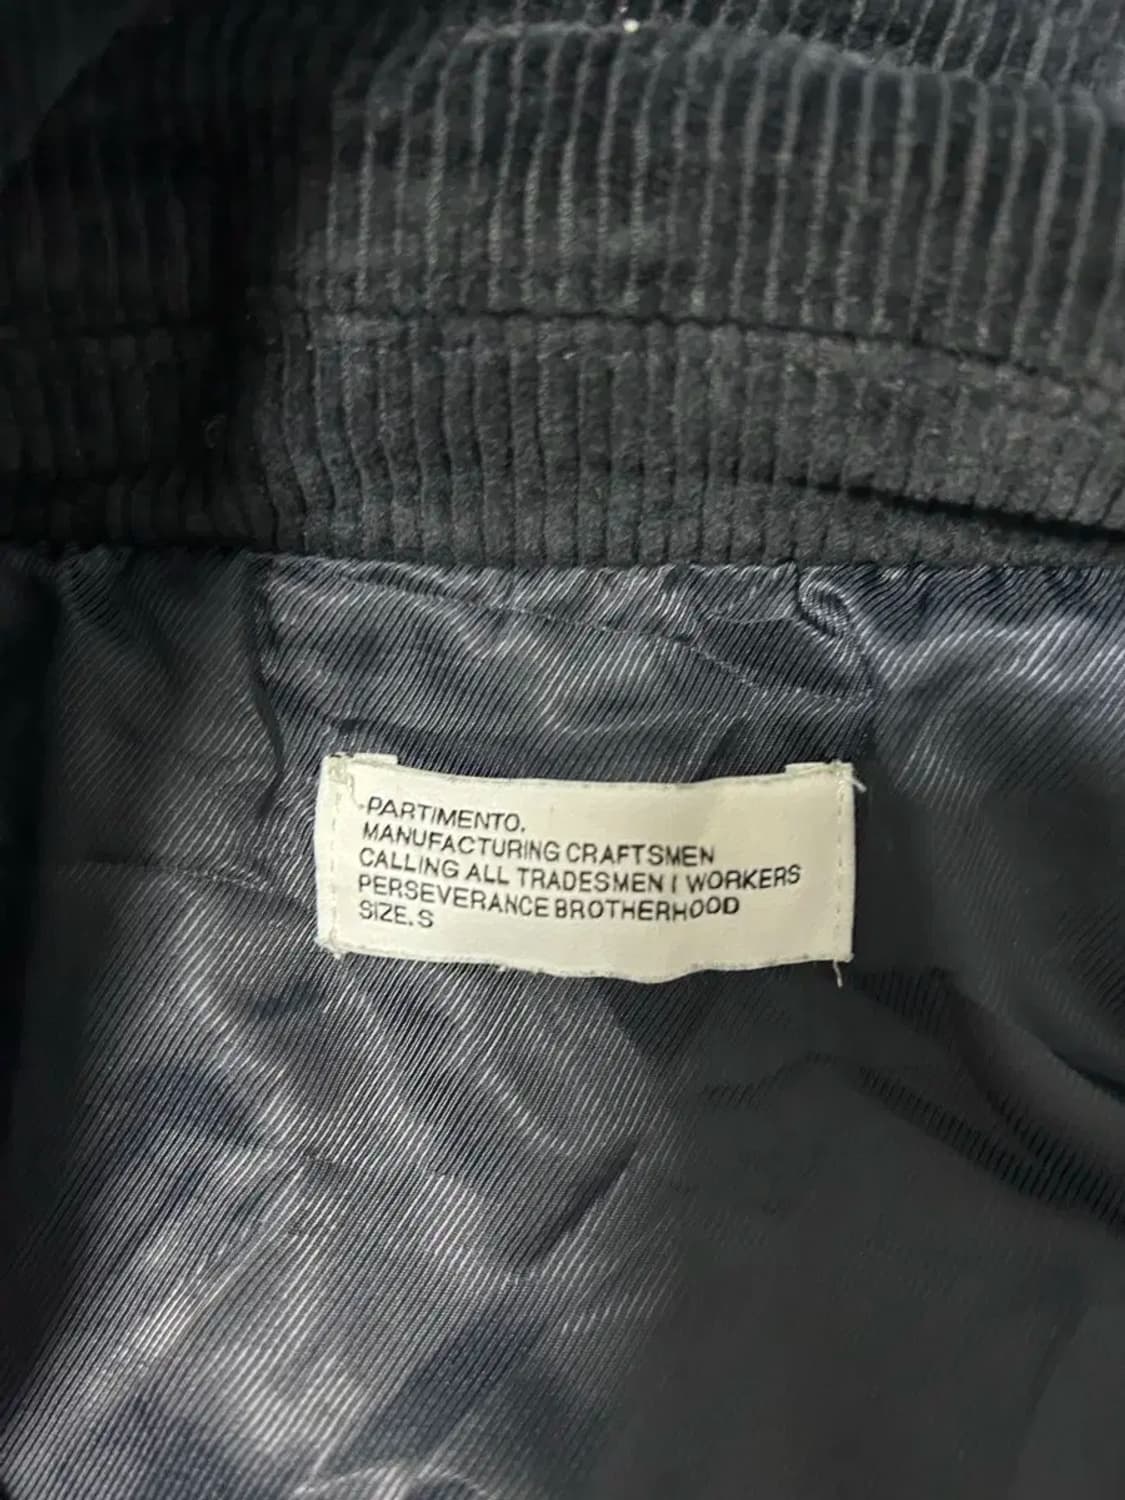 PARTIMENTO.
MANUFACTURING CRAFTSMEN
CALLING ALL TRADESMEN I WORKERS
PERSEVERANCE BROTHERHOOD
SIZE. S